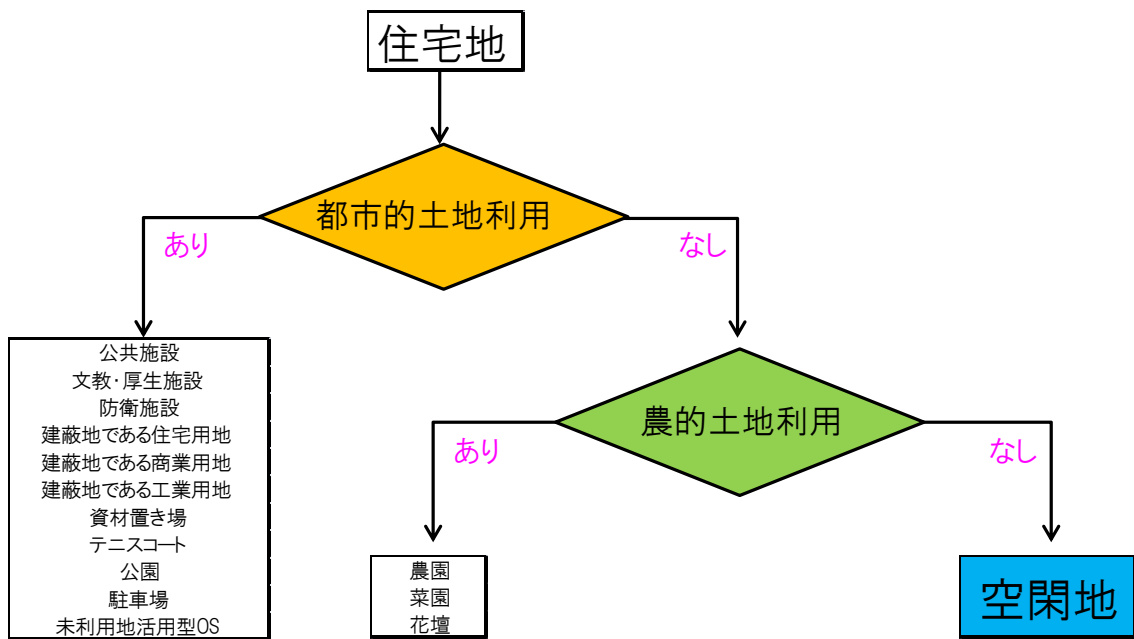 住宅地
都市的土地利用
あり
なし
公共施設
文教・厚生施設
防衛施設
建蔽地である住宅用地
建蔽地である商業用地
建蔽地である工業用地
資材置き場
テニスコート
公園
駐車場
未利用地活用型OS
農的土地利用
あり
なし
農園
菜園
花壇
空閑地